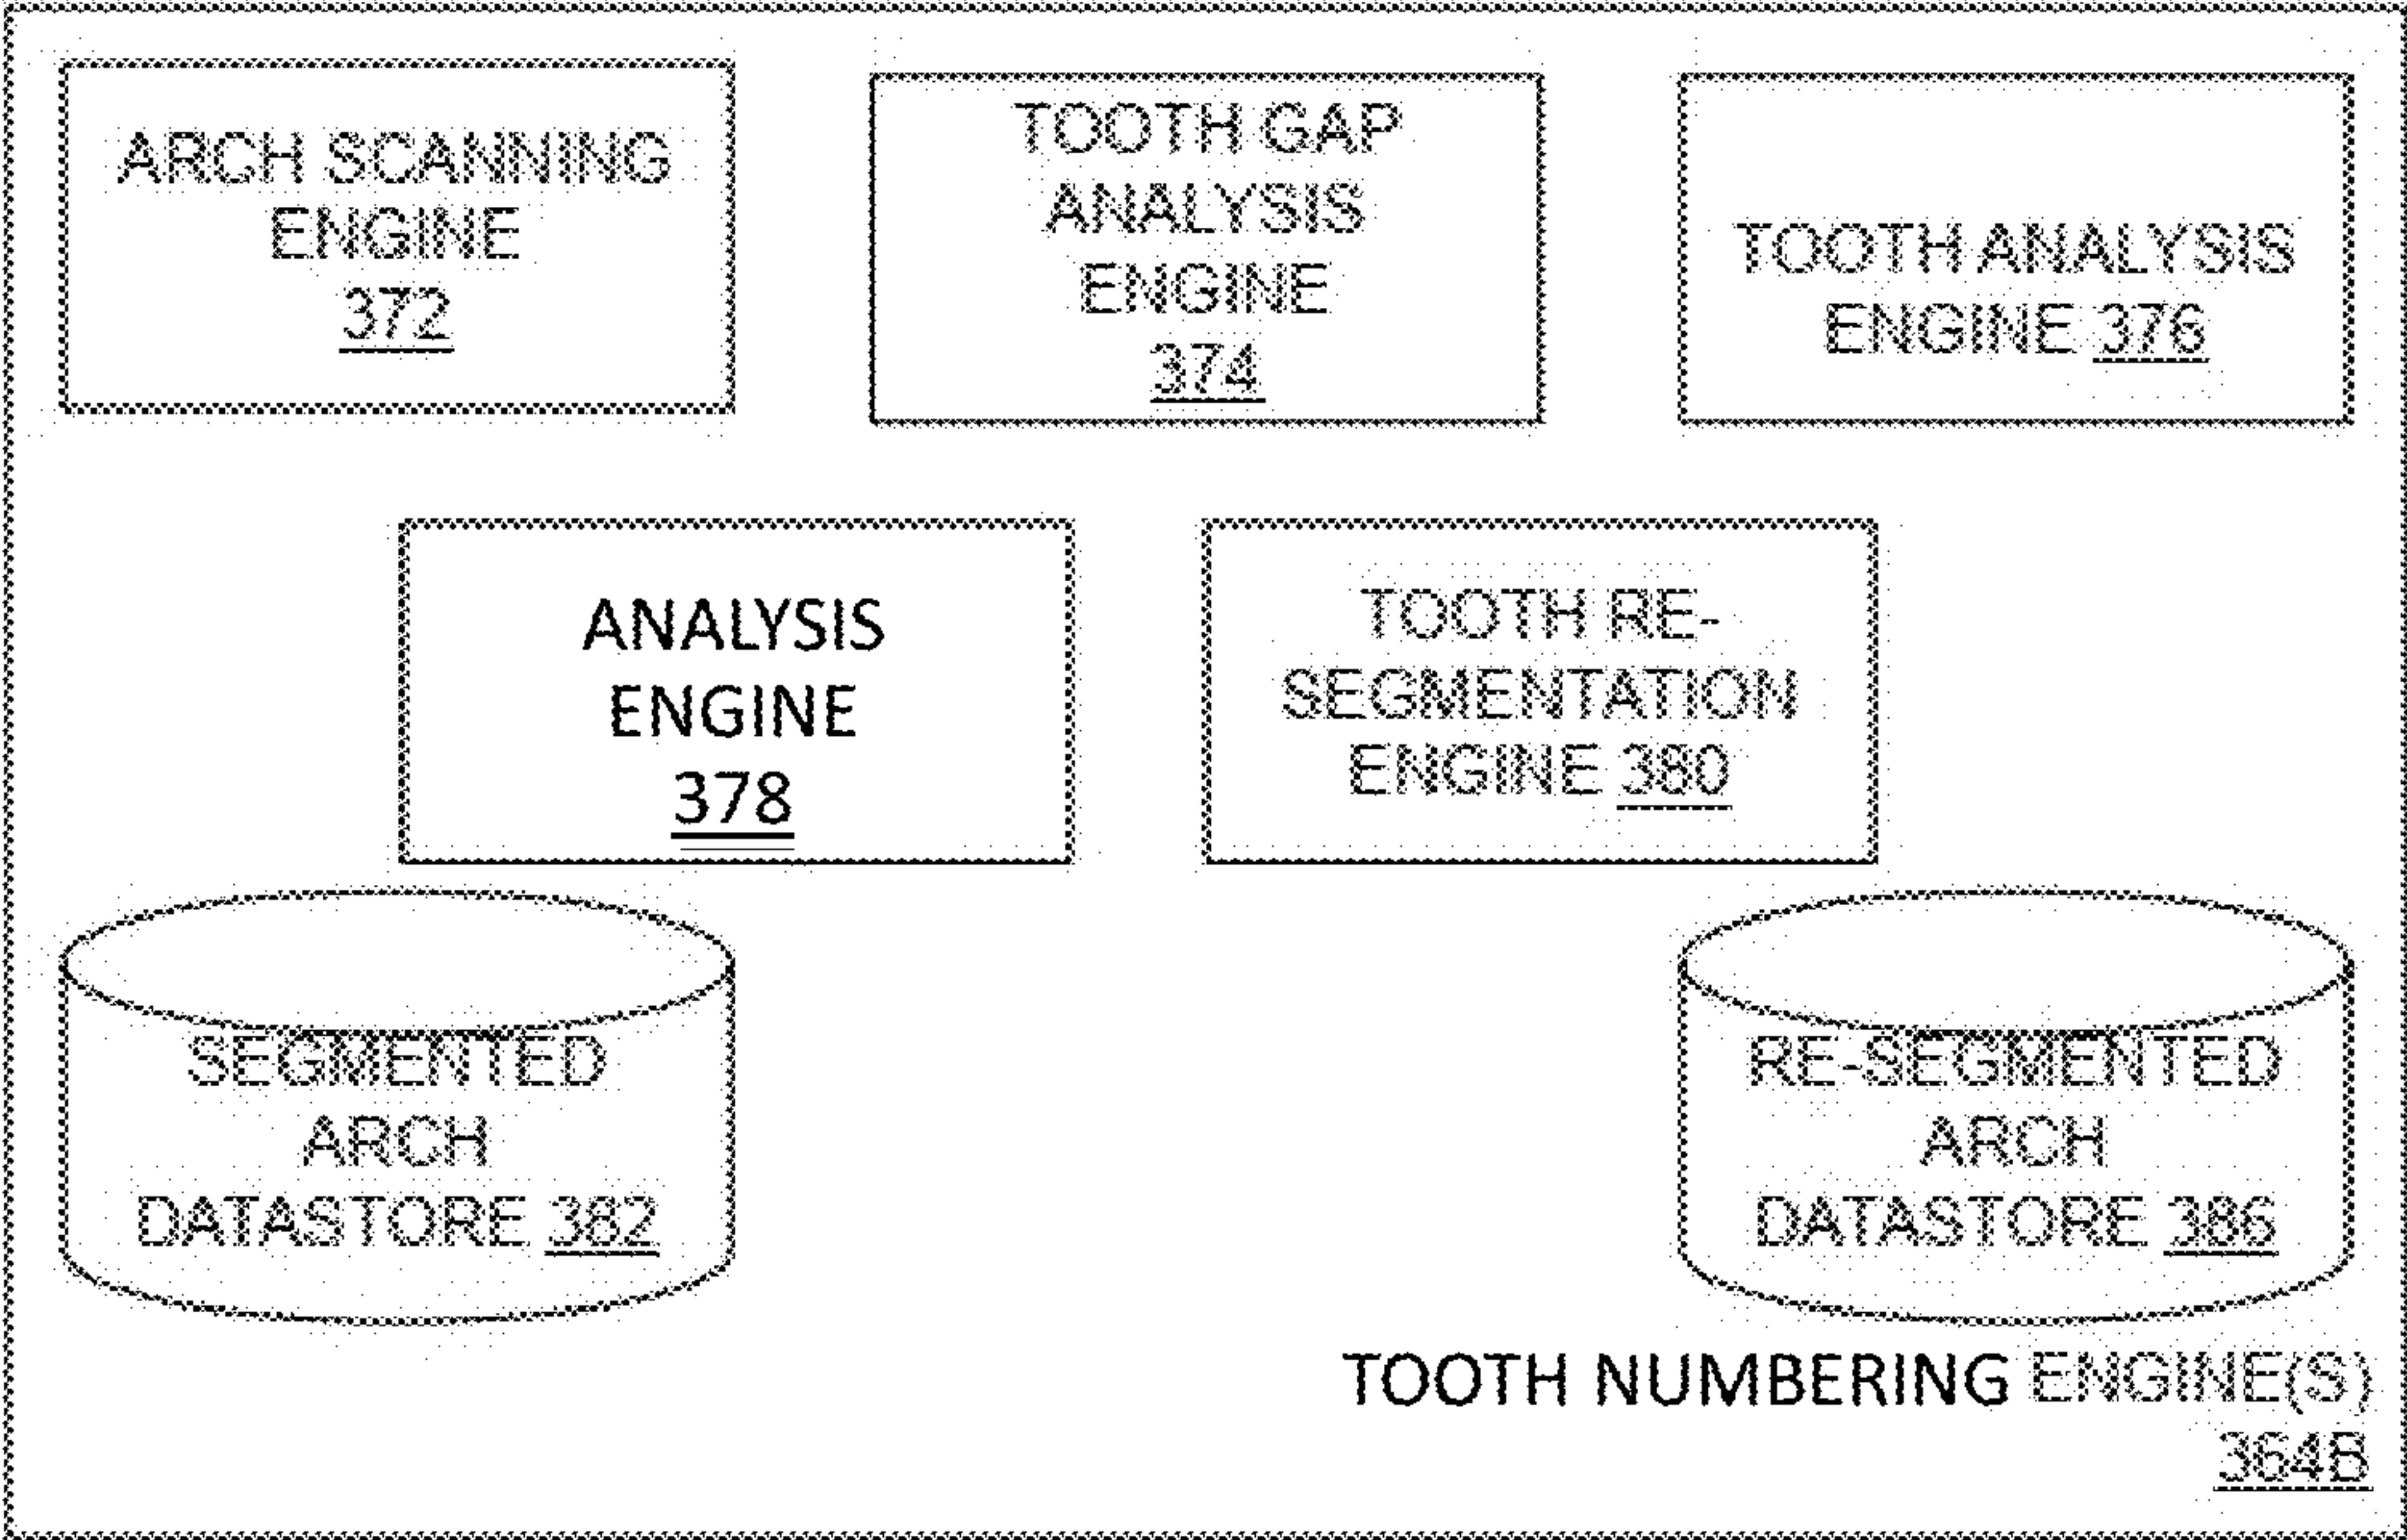 ARCH SCANNING
ENGINE
372
TOOTH GAP
ANALYSIS
ENGINE
374
TOOTH ANALYSIS
ENGINE 376
ANALYSIS
ENGINE
378
TOOTH RE-
SEGMENTATION
ENGINE 380
SEGMENTED
ARCH
DATASTORE 382
RE-SEGMENTED
ARCH
DATASTORE 386
TOOTH NUMBERING ENGINE(S)
364B